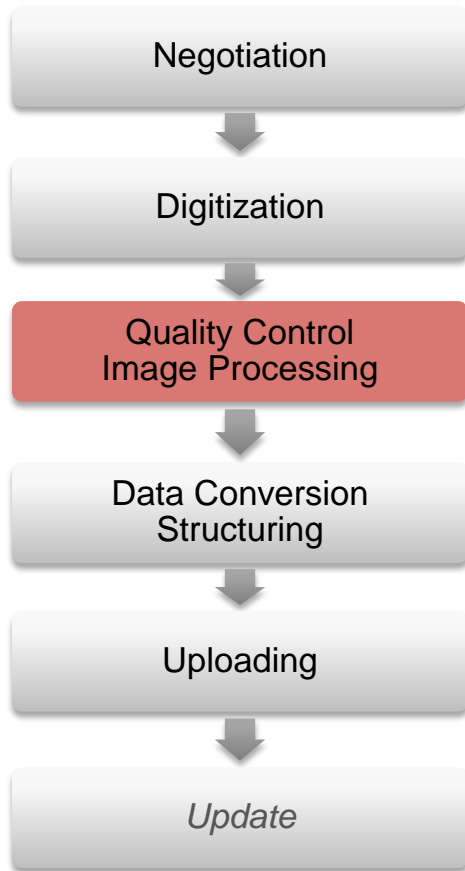 Negotiation
Digitization
Quality Control
Image Processing
Data Conversion
Structuring
Uploading
Update